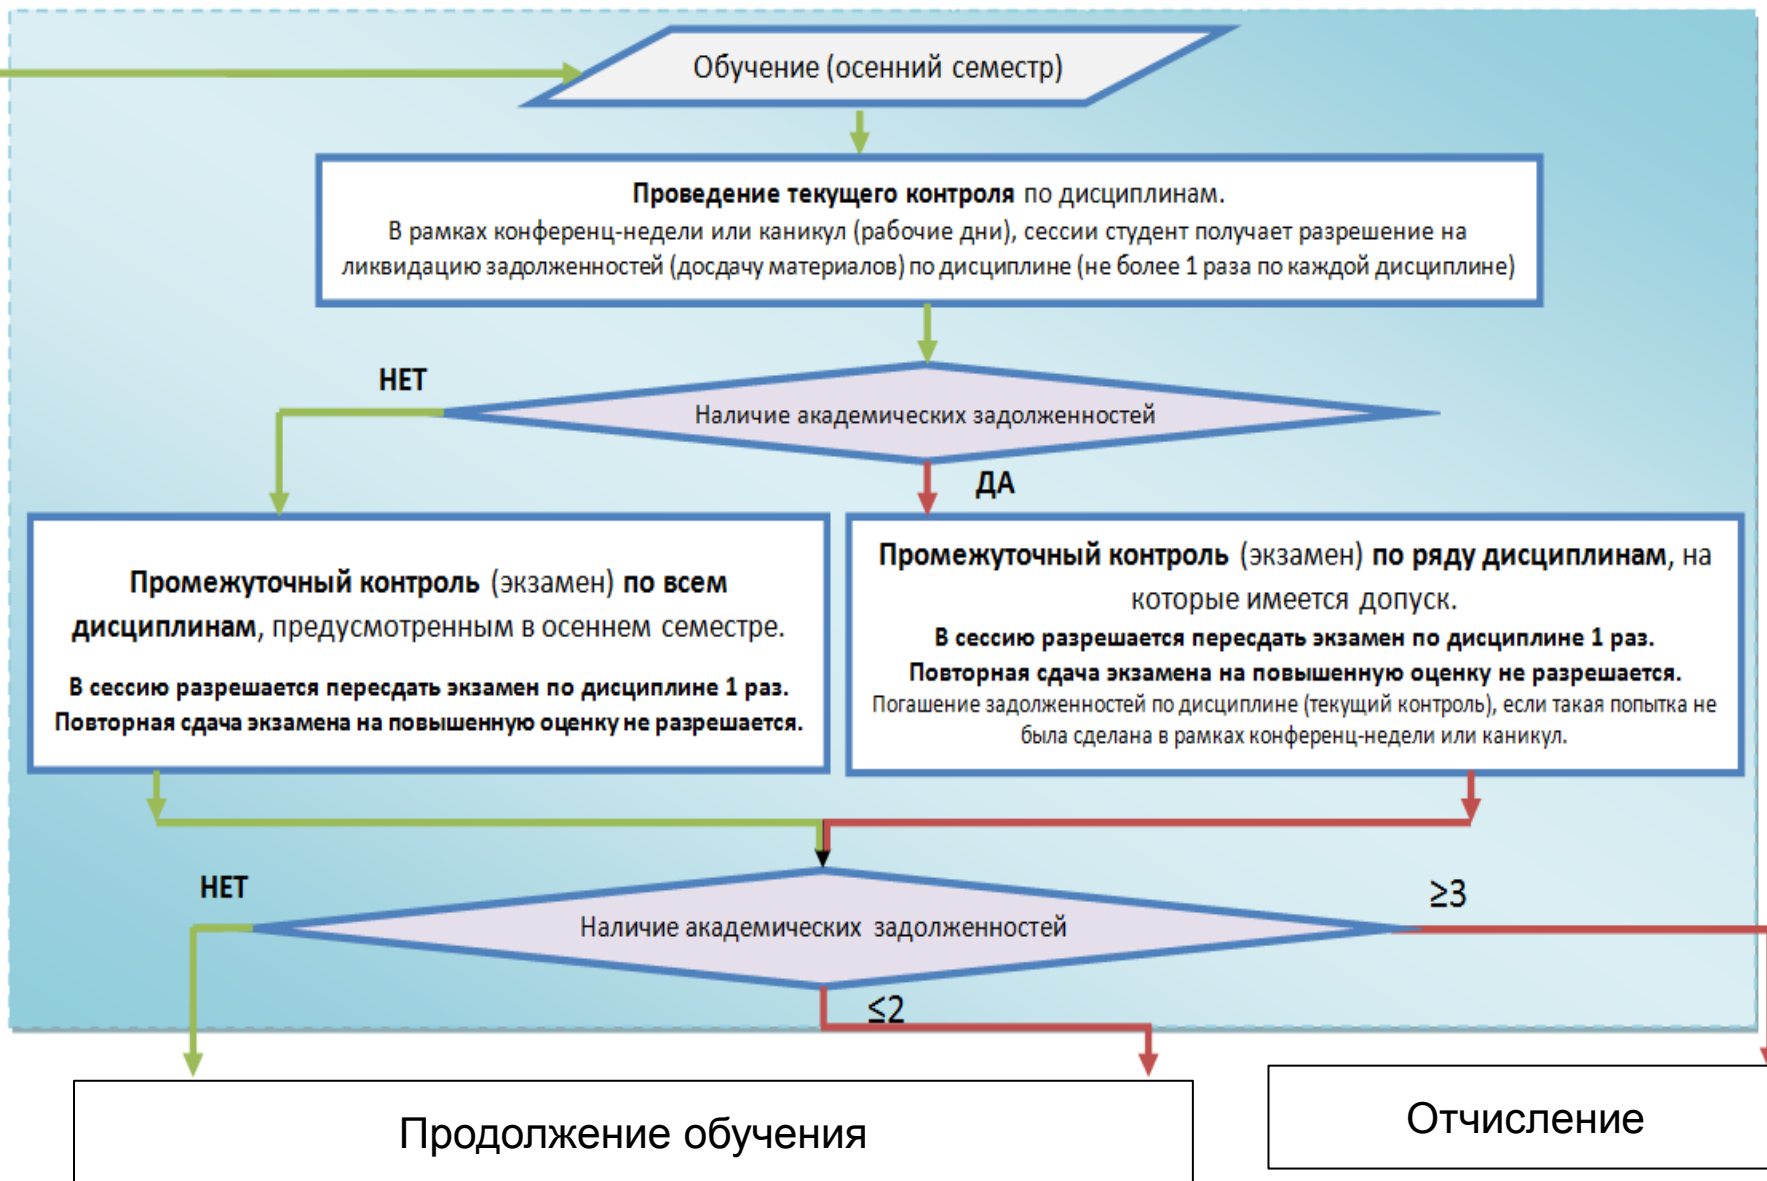 Обучение (осенний семестр)
Проведение текущего контроля по дисциплинам.
В рамках конференц-недели или каникул (рабочие дни), сессии студент получает разрешение на
ликвидацию задолженностей (досдачу материалов) по дисциплине (не более 1 раза по каждой дисциплине)
НЕТ
Наличие академических задолженностей
ДА
Промежуточный контроль (экзамен) по всем
дисциплинам, предусмотренным в осеннем семестре.
В сессию разрешается пересдать экзамен по дисциплине 1 раз.
Повторная сдача экзамена на повышенную оценку не разрешается.
Промежуточный контроль (экзамен) по ряду дисциплинам, на
которые имеется допуск.
В сессию разрешается пересдать экзамен по дисциплине 1 раз.
Повторная сдача экзамена на повышенную оценку не разрешается.
Погашение задолженностей по дисциплине (текущий контроль), если такая попытка не
была сделана в рамках конференц-недели или каникул.
НЕТ
Наличие академических задолженностей
≥3
≤2
Продолжение обучения
Отчисление